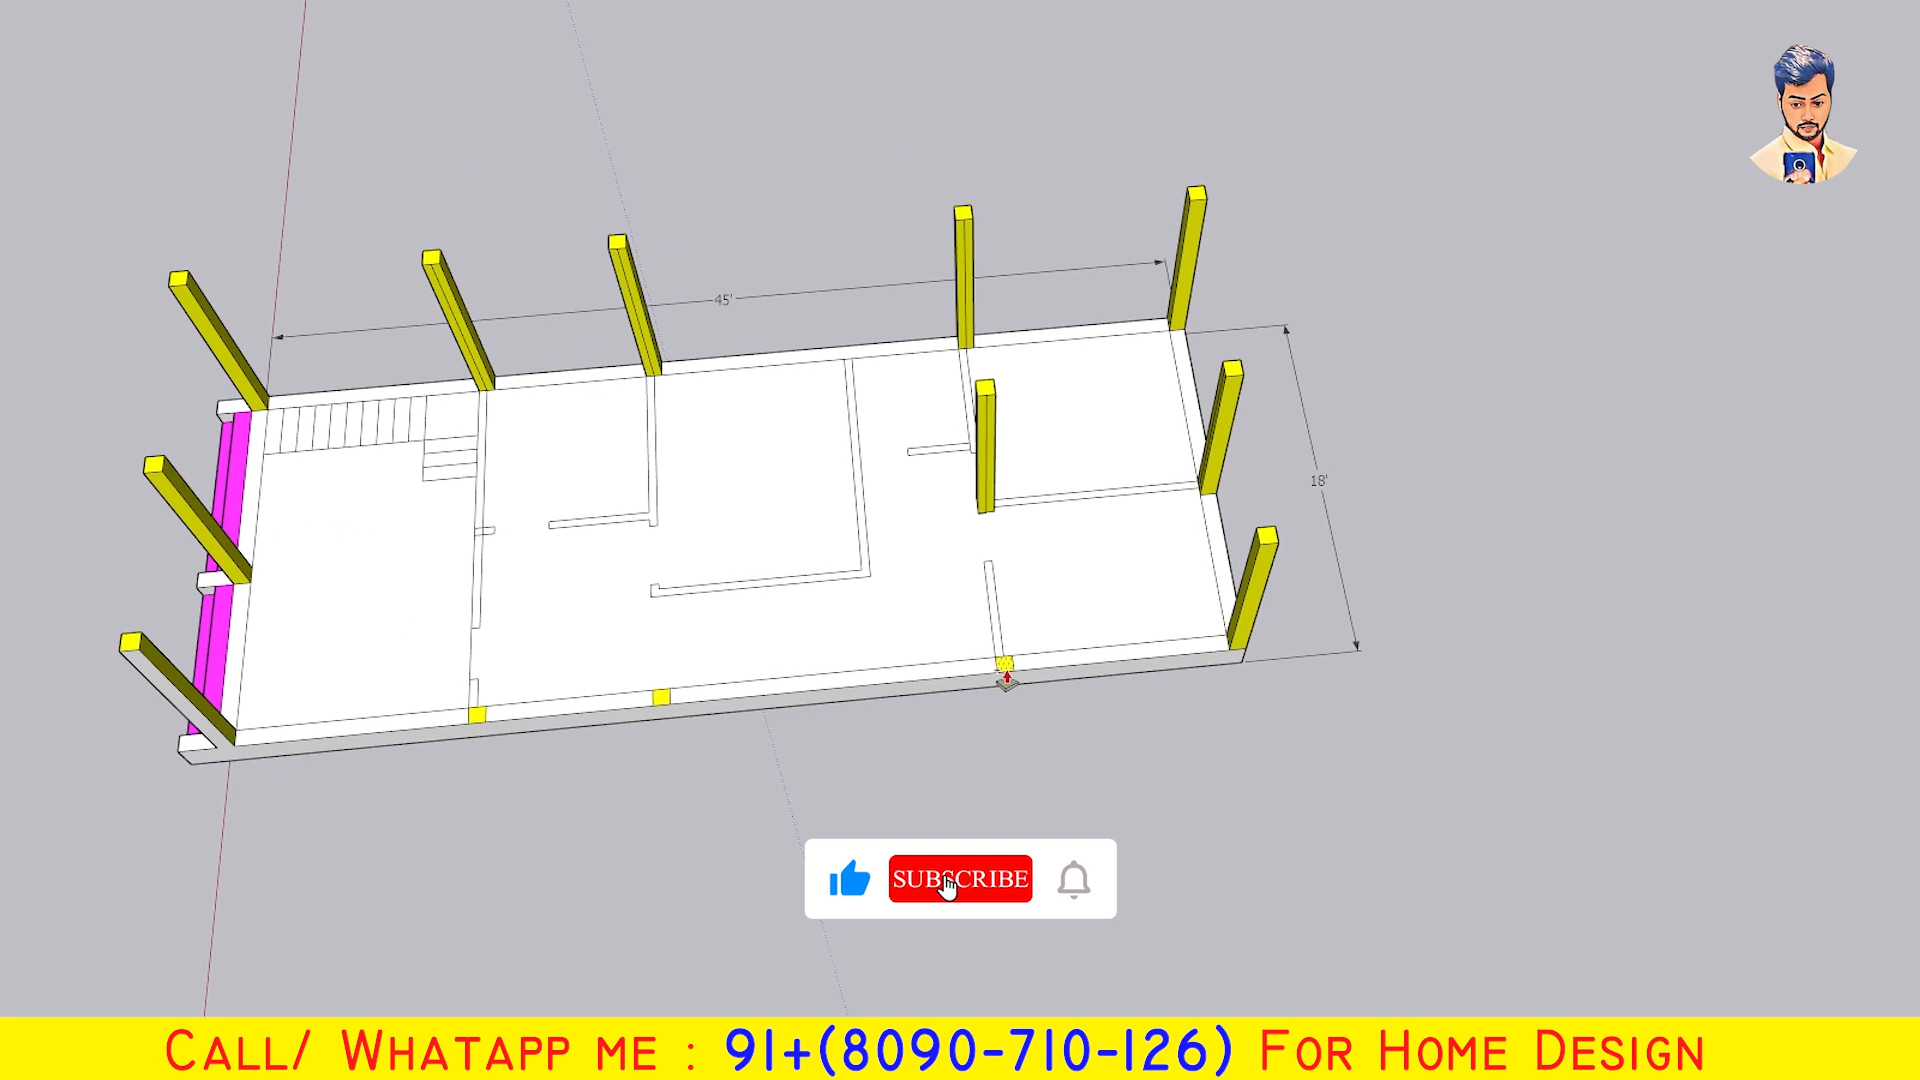 45'
18'
SUBSCRIBE
CALL/ WHATAPP ME : 91+(8090-710-126) FOR HOME DESIGN